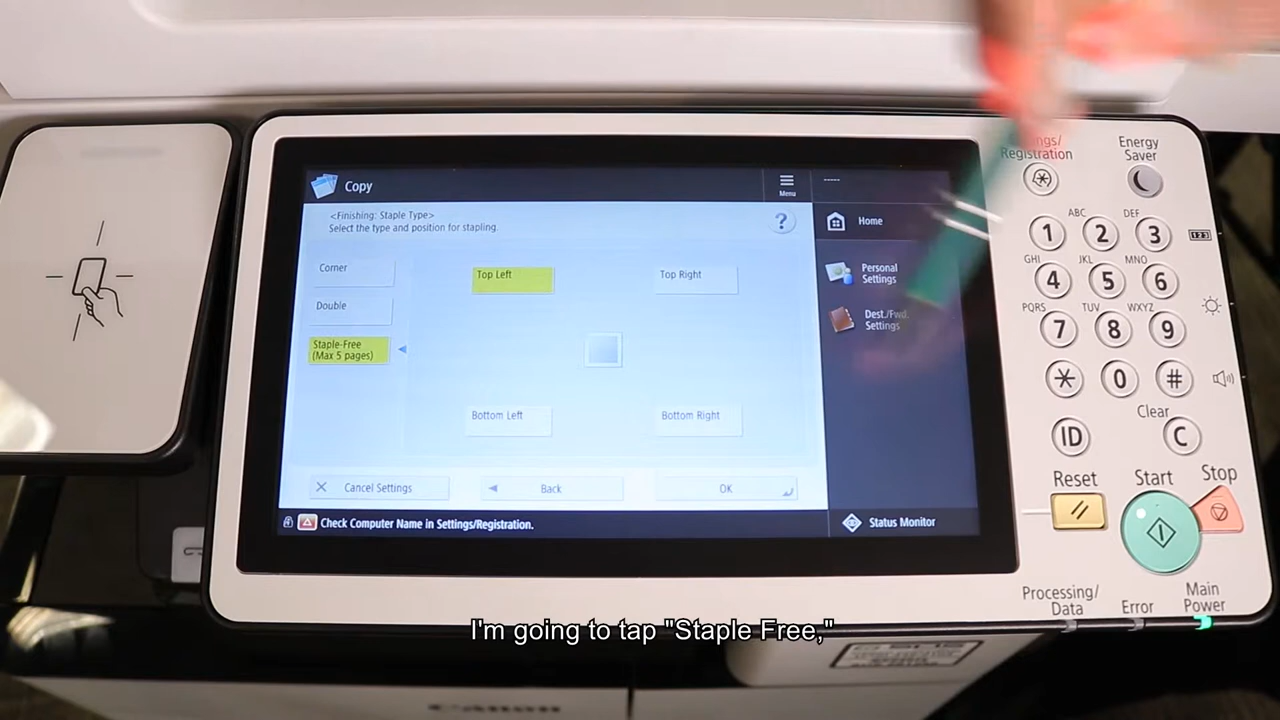 Copy
Menu
-----
<Finishing: Staple Type>
Select the type and position for stapling.
?
Corner
Double
Staple-Free
(Max 5 pages)
Top Left
Top Right
Bottom Left
Bottom Right
Cancel Settings
Back
OK
Check Computer Name in Settings/Registration.
Home
Personal
Settings
Dest./Fwd.
Settings
Status Monitor
Registration
Energy
Saver
ABC
DEF
1
2
3
123
GHI
JKL
MNO
4
5
6
PQRS
TUV
WXYZ
7
8
9
0
#
Clear
ID
C
Reset
Start
Stop
Processing/
Data
Error
Main
Power
I'm going to tap "Staple Free,"
Canon